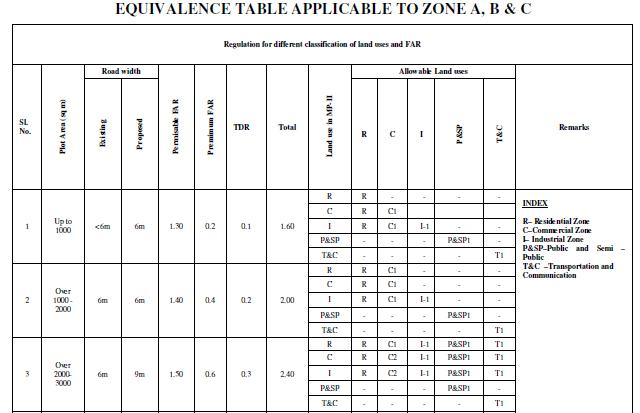 EQUIVALENCE TABLE APPLICABLE TO ZONE A, B & C
Regulation for different classification of land uses and FAR
Sl. No. Plot Area (sq m) Road width Existing Proposed Permisable FAR Premimum FAR TDR Total Land use in MP-II Allowable Land uses R C I P&SP T&C Remarks
1 Up to 1000 <6m 6m 1.30 0.2 0.1 1.60
R R - - - -
C R C1 - - -
I R C1 I-1 - -
P&SP - - - P&SP1 -
T&C - - - - T1
INDEX
R– Residential Zone
C–Commercial Zone
I– Industrial Zone
P&SP–Public and Semi –
Public
T&C –Transportation and
Communication
2 Over 1000 - 2000 6m 6m 1.40 0.4 0.2 2.00
R R C1 - - -
C R C1 - - -
I R C1 I-1 - -
P&SP - - - P&SP1 -
T&C - - - - T1
3 Over 2000- 3000 6m 9m 1.50 0.6 0.3 2.40
R R C1 I-1 P&SP1 T1
C R C2 I-1 P&SP1 T1
I R C2 I-1 P&SP1 T1
P&SP - - - P&SP1 -
T&C - - - - T1